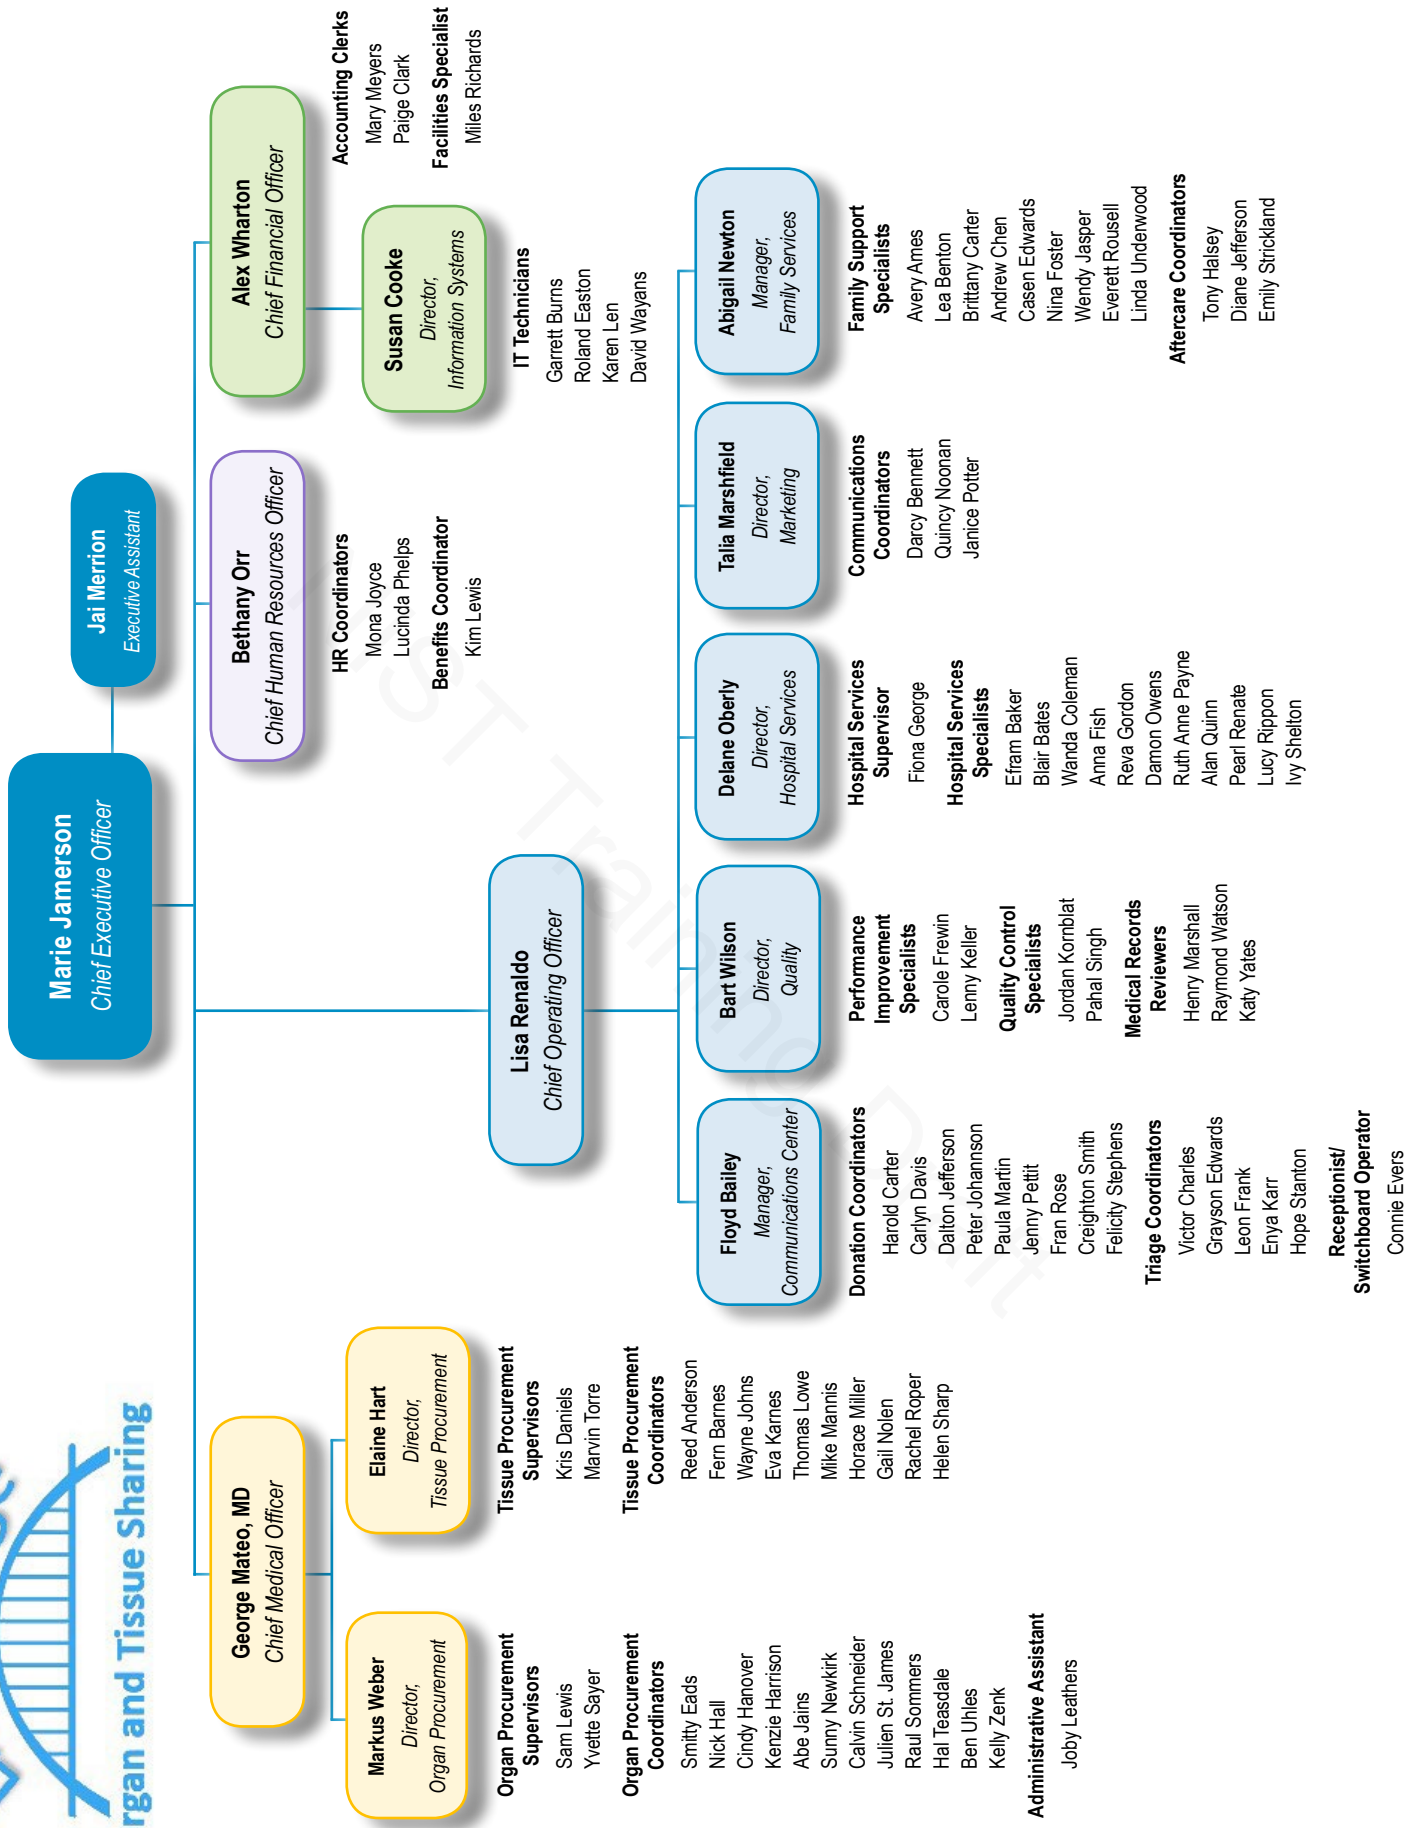 rgan and Tissue Sharing
Marie Jamerson
Chief Executive Officer
Jai Merrion
Executive Assistant
George Mateo, MD
Chief Medical Officer
Markus Weber
Director,
Organ Procurement
Organ Procurement
Supervisors
Sam Lewis
Yvette Sayer
Organ Procurement
Coordinators
Smitty Eads
Nick Hall
Cindy Hanover
Kenzie Harrison
Abe Jains
Sunny Newkirk
Calvin Schneider
Julien St. James
Raul Sommers
Hal Teasdale
Ben Uhles
Kelly Zenk
Administrative Assistant
Joby Leathers
Elaine Hart
Director,
Tissue Procurement
Tissue Procurement
Supervisors
Kris Daniels
Marvin Torre
Tissue Procurement
Coordinators
Reed Anderson
Fern Barnes
Wayne Johns
Eva Karnes
Thomas Lowe
Mike Mannis
Horace Miller
Gail Nolen
Rachel Roper
Helen Sharp
Lisa Renaldo
Chief Operating Officer
Floyd Bailey
Manager,
Communications Center
Donation Coordinators
Harold Carter
Carlyn Davis
Dalton Jefferson
Peter Johannson
Paula Martin
Jenny Pettit
Fran Rose
Creighton Smith
Felicity Stephens
Triage Coordinators
Victor Charles
Grayson Edwards
Leon Frank
Enya Karr
Hope Stanton
Receptionist/
Switchboard Operator
Connie Evers
Bart Wilson
Director,
Quality
Performance
Improvement
Specialists
Carole Frewin
Lenny Keller
Quality Control
Specialists
Jordan Kornblat
Pahal Singh
Medical Records
Reviewers
Henry Marshall
Raymond Watson
Katy Yates
Delane Oberly
Director,
Hospital Services
Hospital Services
Supervisor
Fiona George
Hospital Services
Specialists
Efram Baker
Blair Bates
Wanda Coleman
Anna Fish
Reva Gordon
Damon Owens
Ruth Anne Payne
Alan Quinn
Pearl Renate
Lucy Rippon
Ivy Shelton
Talia Marshfield
Director,
Marketing
Communications
Coordinators
Darcy Bennett
Quincy Noonan
Janice Potter
Abigail Newton
Manager,
Family Services
Family Support
Specialists
Avery Ames
Lea Benton
Brittany Carter
Andrew Chen
Casen Edwards
Nina Foster
Wendy Jasper
Everett Rousell
Linda Underwood
Aftercare Coordinators
Tony Halsey
Diane Jefferson
Emily Strickland
Bethany Orr
Chief Human Resources Officer
HR Coordinators
Mona Joyce
Lucinda Phelps
Benefits Coordinator
Kim Lewis
Alex Wharton
Chief Financial Officer
Susan Cooke
Director,
Information Systems
IT Technicians
Garrett Burns
Roland Easton
Karen Len
David Wayans
Accounting Clerks
Mary Meyers
Paige Clark
Facilities Specialist
Miles Richards
NIST Training Draft